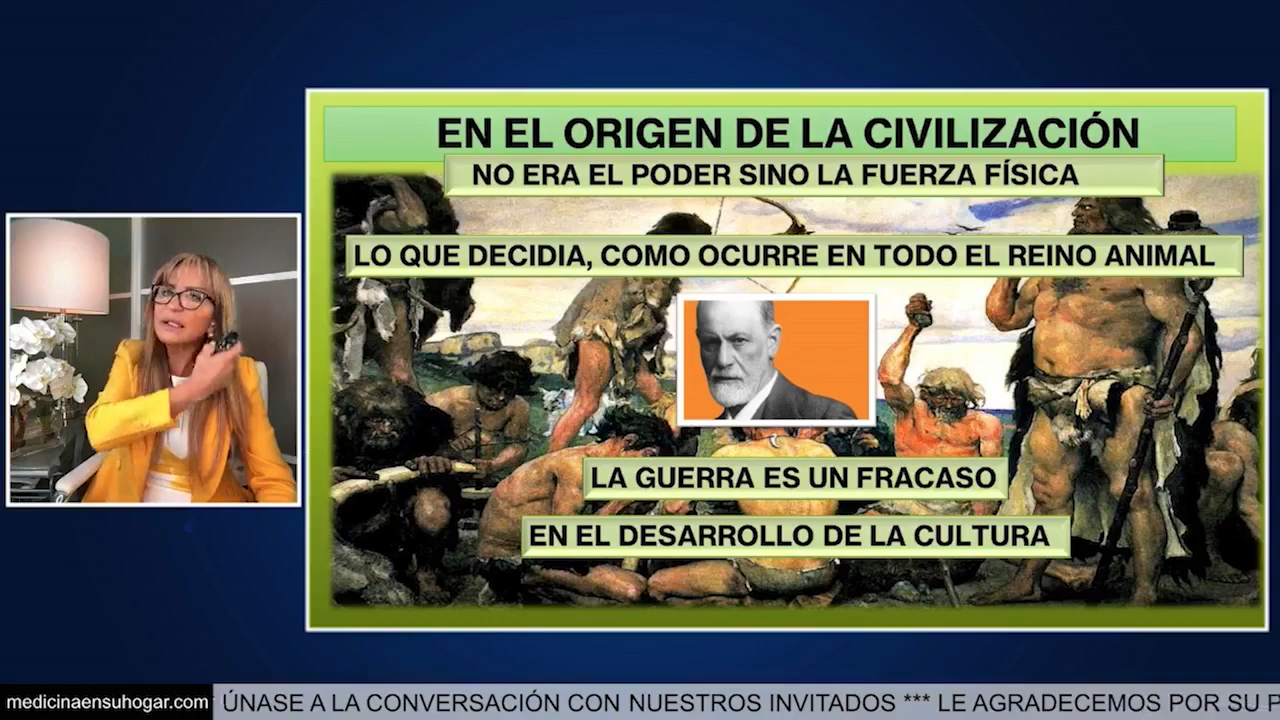 EN EL ORIGEN DE LA CIVILIZACIÓN
NO ERA EL PODER SINO LA FUERZA FÍSICA
LO QUE DECIDIA, COMO OCURRE EN TODO EL REINO ANIMAL
LA GUERRA ES UN FRACASO
EN EL DESARROLLO DE LA CULTURA
medicinaensuhogar.com
ÚNASE A LA CONVERSACIÓN CON NUESTROS INVITADOS *** LE AGRADECEMOS POR SU